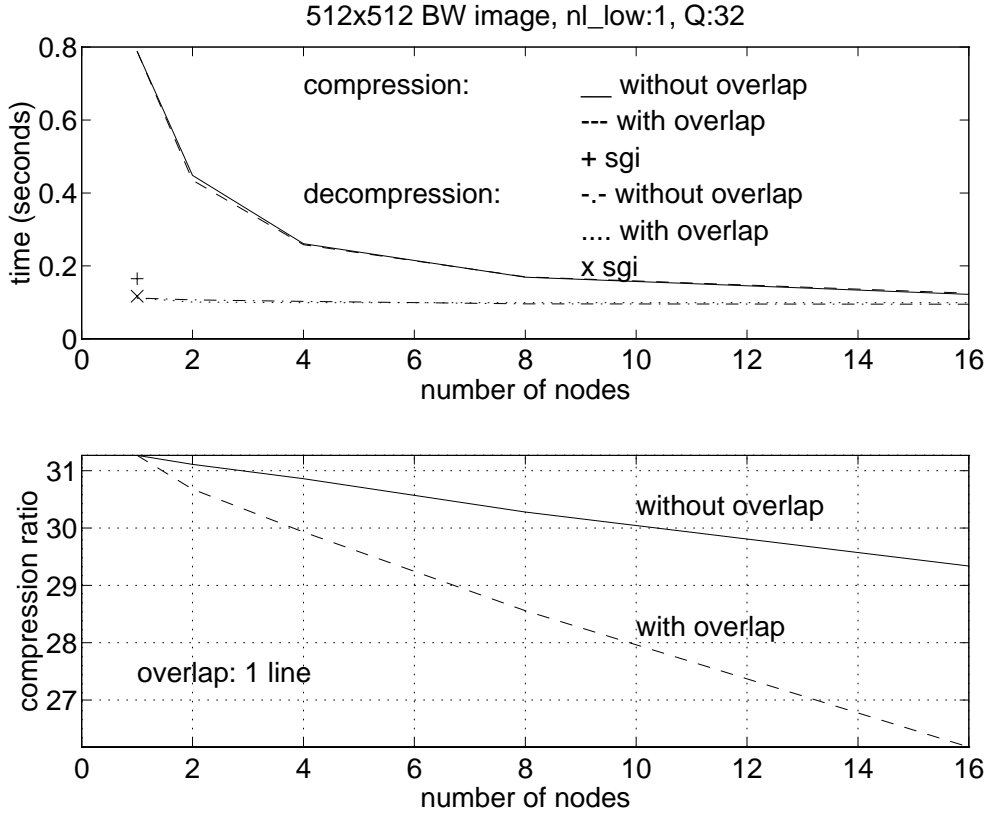 512x512 BW image, nl_low:1, Q:32
0.8
0.6
0.4
0.2
0
time (seconds)
compression:
__ without overlap
--- with overlap
+ sgi
decompression:
-.- without overlap
.... with overlap
x sgi
0 2 4 6 8 10 12 14 16
number of nodes
31
30
29
28
27
compression ratio
without overlap
with overlap
overlap: 1 line
0 2 4 6 8 10 12 14 16
number of nodes